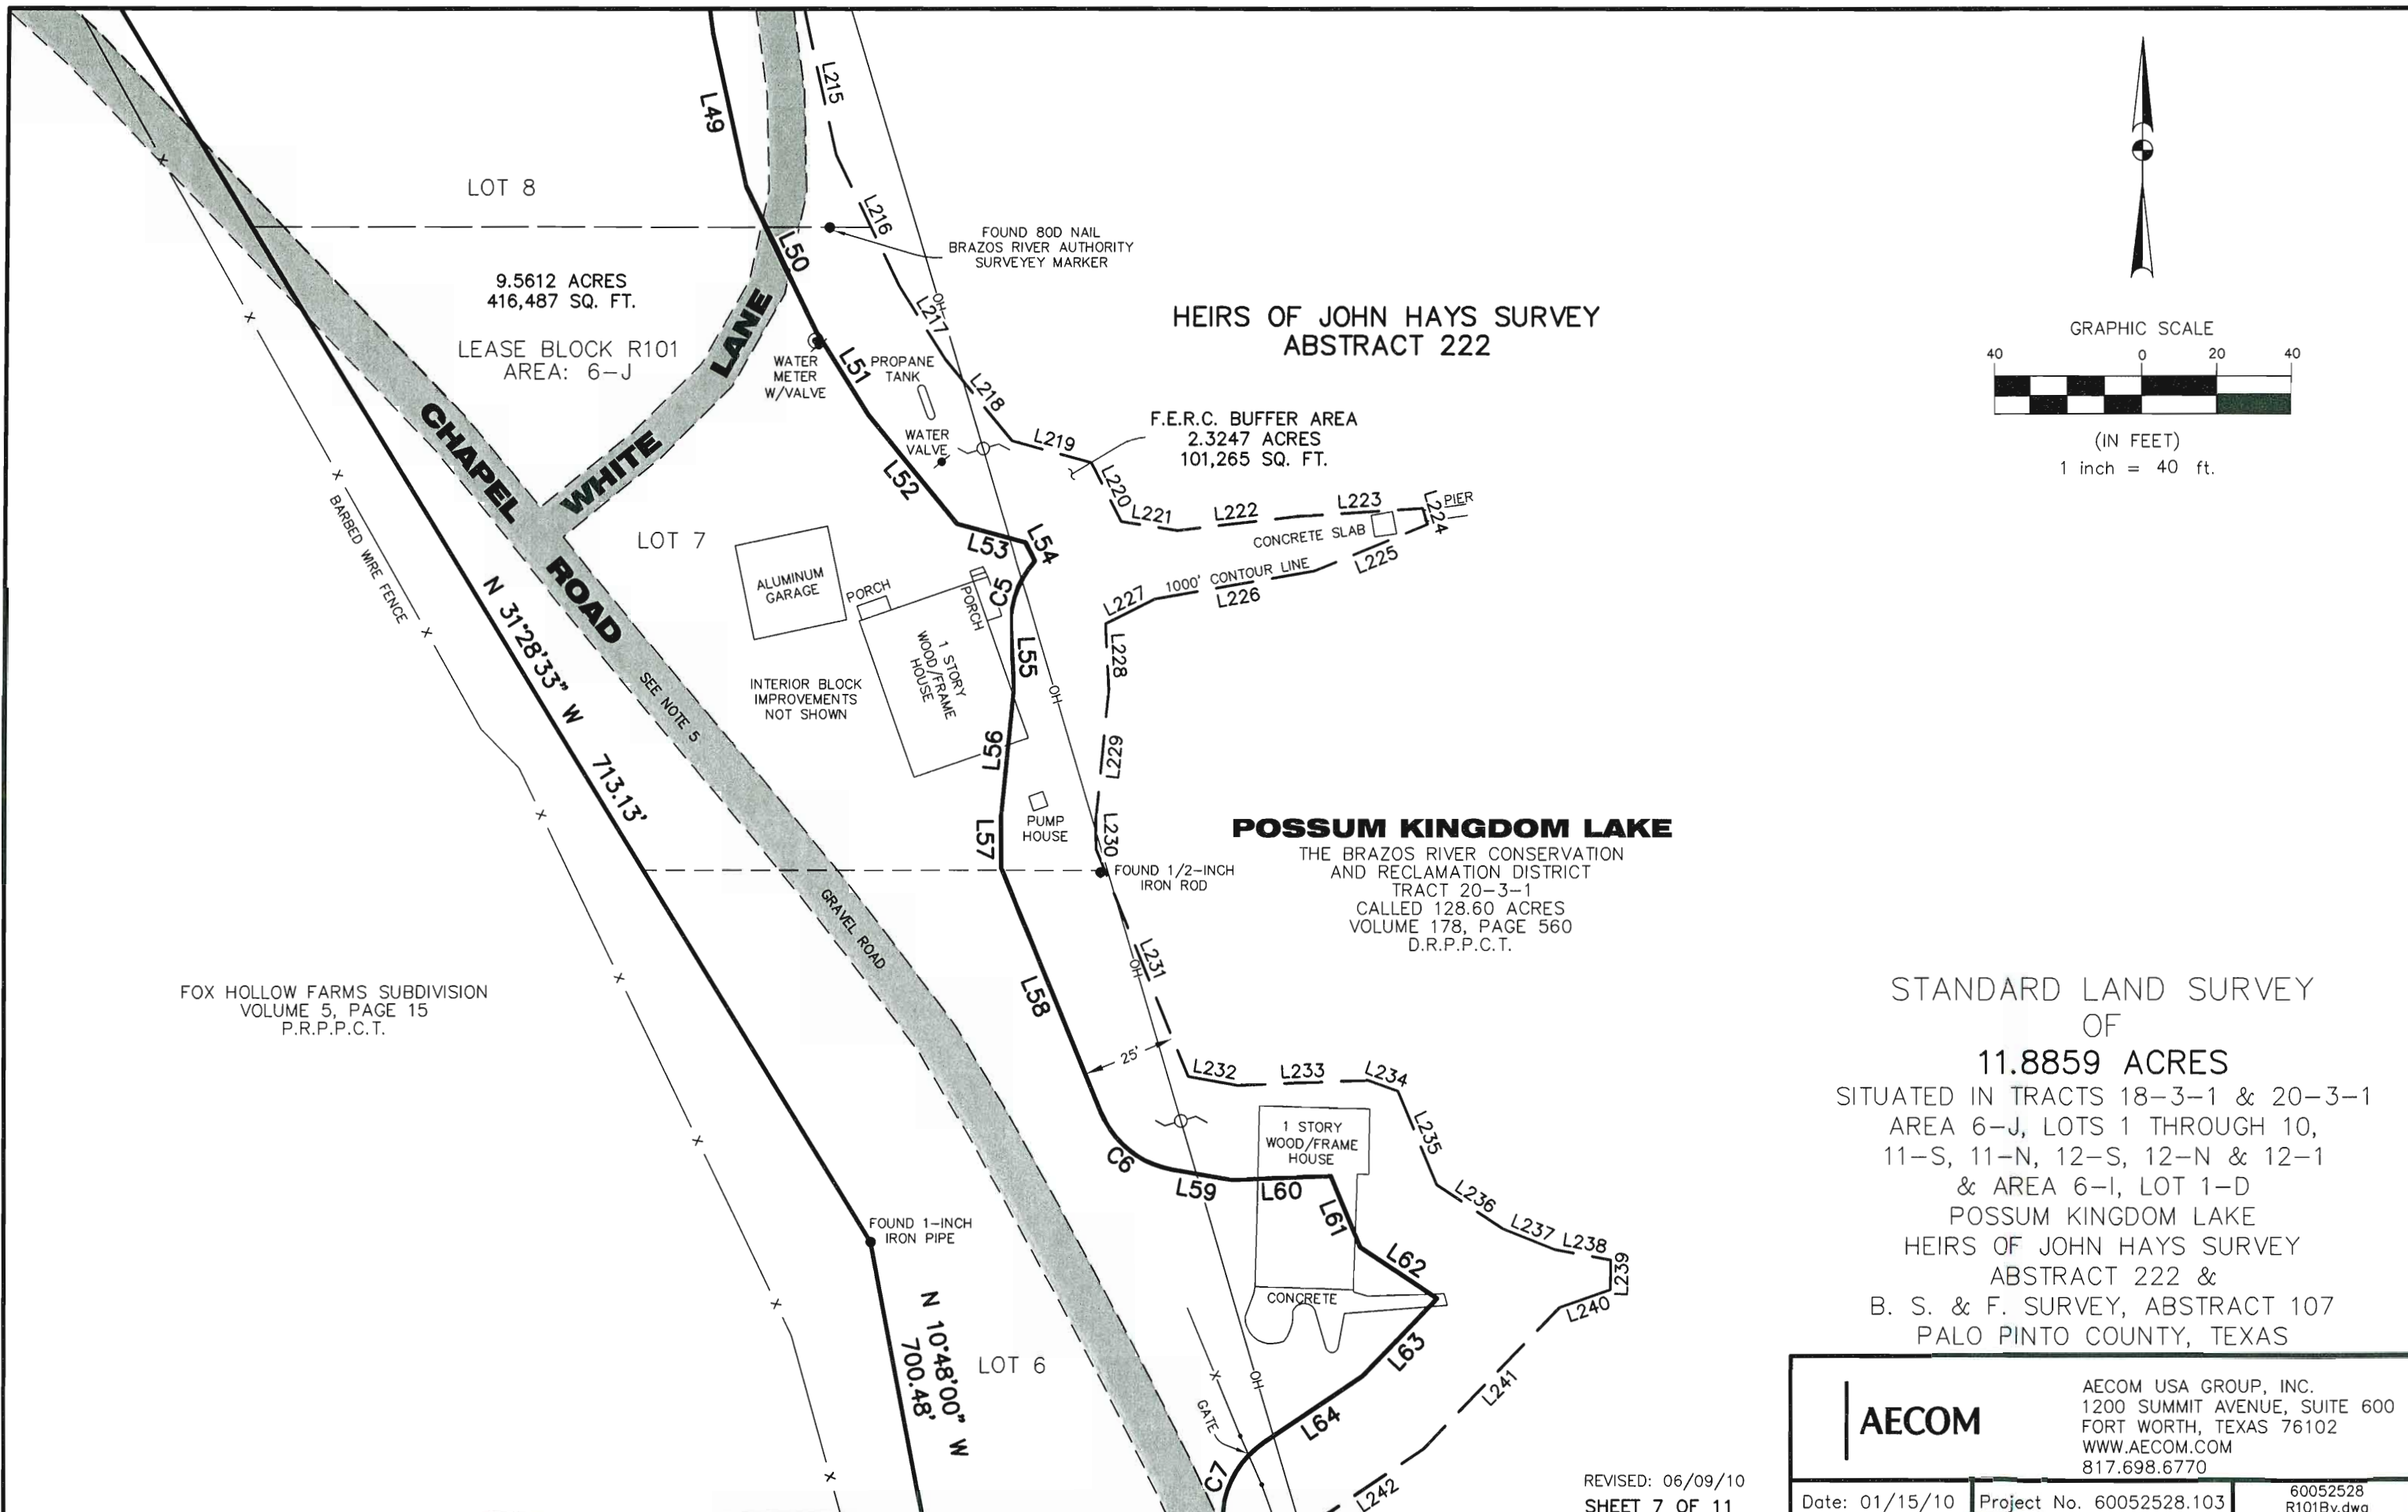 L49
L215
LOT 8
L50
L216
FOUND 80D NAIL
BRAZOS RIVER AUTHORITY
SURVEYEY MARKER
9.5612 ACRES
416,487 SQ. FT.
LEASE BLOCK R101
AREA: 6-J
WHITE LANE
CHAPEL ROAD
WATER
METER
W/VALVE
L51
PROPANE
TANK
OH
L217
L218
HEIRS OF JOHN HAYS SURVEY
ABSTRACT 222
GRAPHIC SCALE
40 0 20 40
(IN FEET)
1 inch = 40 ft.
F.E.R.C. BUFFER AREA
2.3247 ACRES
101,265 SQ. FT.
WATER
VALVE
L52
L219
L220
L221
L222
L223
L224
PIER
CONCRETE SLAB
L225
1000' CONTOUR LINE
L226
L227
L228
BARBED WIRE FENCE
X
X
X
X
X
X
X
X
X
X
LOT 7
L53
L54
C5
ALUMINUM
GARAGE
PORCH
PORCH
1 STORY
WOOD/FRAME
HOUSE
L55
OH
N 31°28'33" W 713.13'
SEE NOTE 5
INTERIOR BLOCK
IMPROVEMENTS
NOT SHOWN
L56
L229
L57
PUMP
HOUSE
L230
FOUND 1/2-INCH
IRON ROD
POSSUM KINGDOM LAKE
THE BRAZOS RIVER CONSERVATION
AND RECLAMATION DISTRICT
TRACT 20-3-1
CALLED 128.60 ACRES
VOLUME 178, PAGE 560
D.R.P.P.C.T.
GRAVEL ROAD
L58
L231
OH
25'
FOX HOLLOW FARMS SUBDIVISION
VOLUME 5, PAGE 15
P.R.P.P.C.T.
L232
L233
L234
L235
1 STORY
WOOD/FRAME
HOUSE
C6
L59
L60
L61
L62
L236
L237
L238
L239
L240
FOUND 1-INCH
IRON PIPE
CONCRETE
L63
L64
L241
N 10°48'00" W
700.48'
LOT 6
X
OH
GATE
C7
L242
STANDARD LAND SURVEY
OF
11.8859 ACRES
SITUATED IN TRACTS 18-3-1 & 20-3-1
AREA 6-J, LOTS 1 THROUGH 10,
11-S, 11-N, 12-S, 12-N & 12-1
& AREA 6-I, LOT 1-D
POSSUM KINGDOM LAKE
HEIRS OF JOHN HAYS SURVEY
ABSTRACT 222 &
B. S. & F. SURVEY, ABSTRACT 107
PALO PINTO COUNTY, TEXAS
AECOM
AECOM USA GROUP, INC.
1200 SUMMIT AVENUE, SUITE 600
FORT WORTH, TEXAS 76102
WWW.AECOM.COM
817.698.6770
REVISED: 06/09/10
SHEET 7 OF 11
Date: 01/15/10
Project No. 60052528.103
60052528
R101Bv.dwg